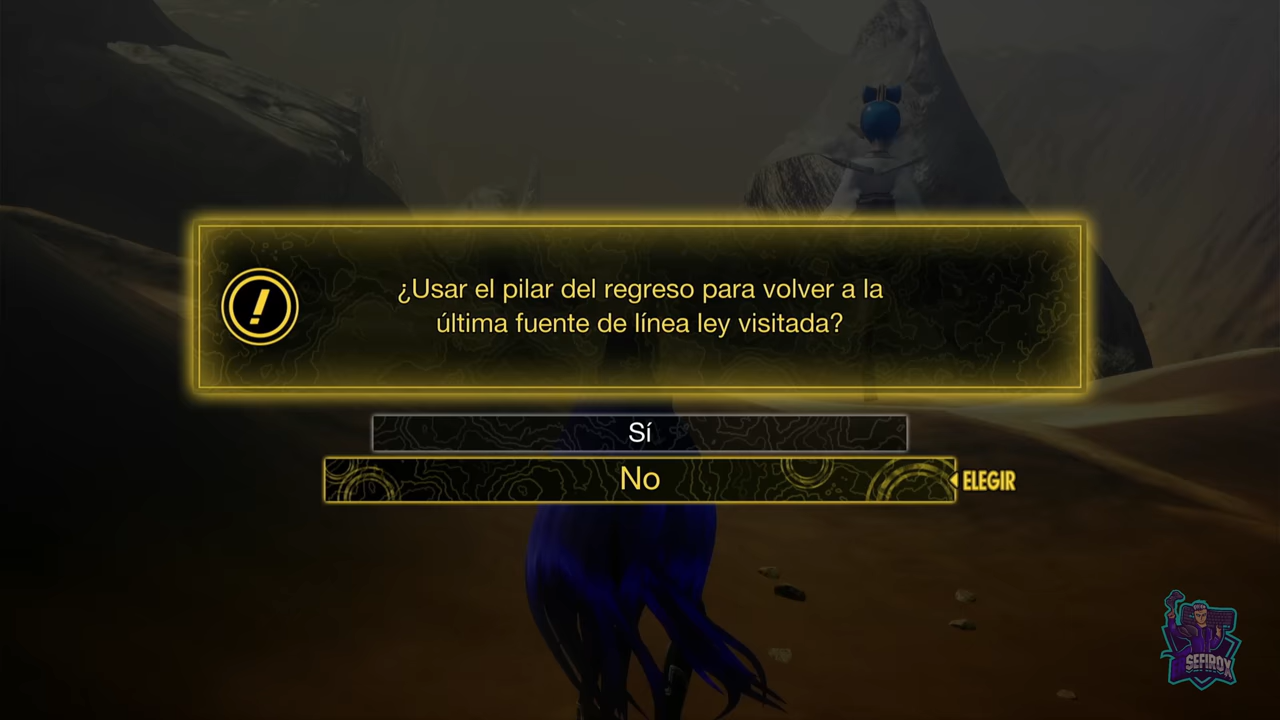 ¿Usar el pilar del regreso para volver a la
última fuente de línea ley visitada?
Sí
No
ELEGIR
SEFIROX